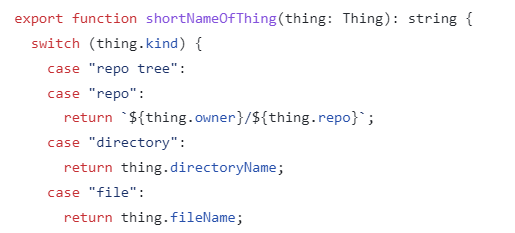 export function shortNameOfThing(thing: Thing): string {
  switch (thing.kind) {
    case "repo tree":
    case "repo":
      return `${thing.owner}/${thing.repo}`;
    case "directory":
      return thing.directoryName;
    case "file":
      return thing.fileName;